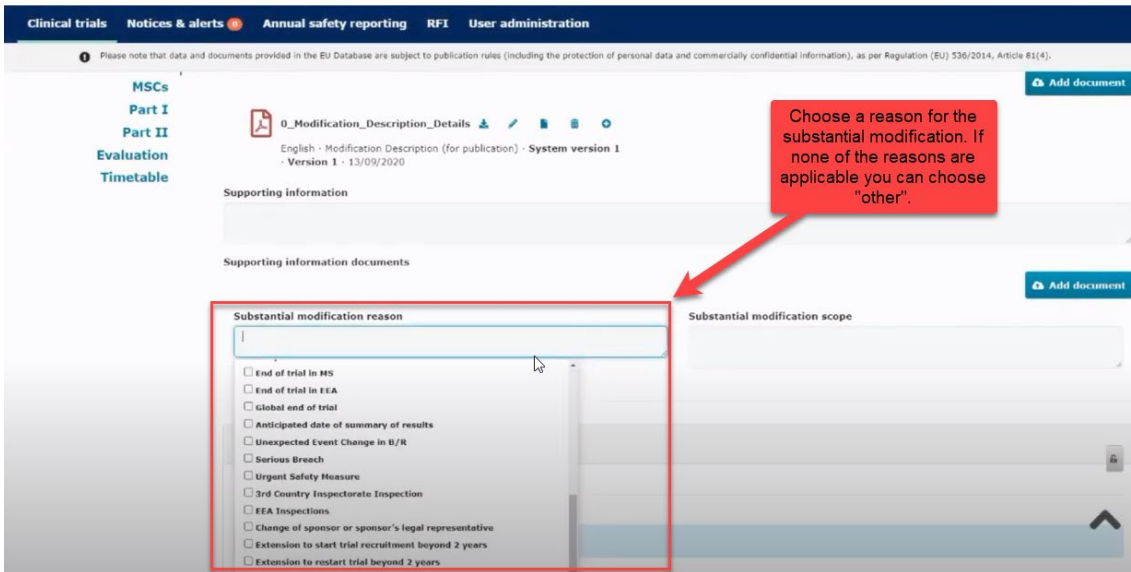 Clinical trials Notices & alerts 0 Annual safety reporting RFI User administration
Please note that data and documents provided in the EU Database are subject to publication rules (including the protection of personal data and commercially confidential information), as per Regulation (EU) 536/2014, Article 81(4).
MSCs
Part I
Part II
Evaluation
Timetable
Add document
0_Modification_Description_Details
English · Modification Description (for publication) · System version 1
· Version 1 · 13/09/2020
Choose a reason for the
substantial modification. If
none of the reasons are
applicable you can choose
"other".
Supporting information
Supporting information documents
Add document
Substantial modification reason
Substantial modification scope
End of trial in MS
End of trial in EEA
Global end of trial
Anticipated date of summary of results
Unexpected Event Change in B/R
Serious Breach
Urgent Safety Measure
3rd Country Inspectorate Inspection
EEA Inspections
Change of sponsor or sponsor's legal representative
Extension to start trial recruitment beyond 2 years
Extension to restart trial beyond 2 years